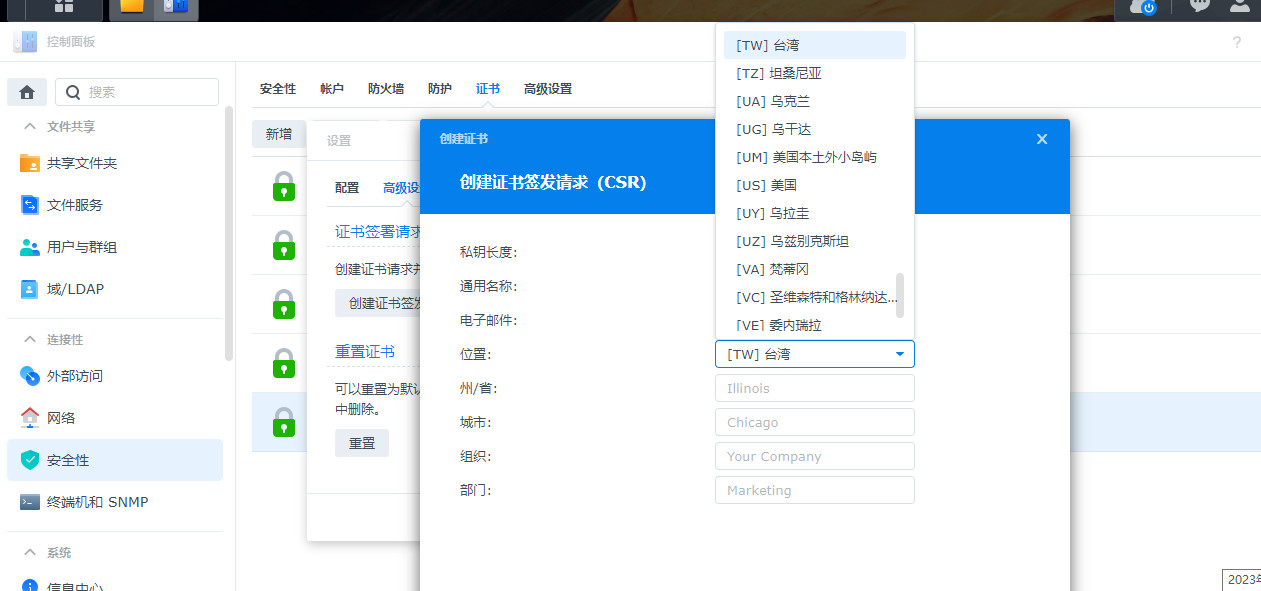 控制面板
?
搜索
文件共享
共享文件夹
文件服务
用户与群组
域/LDAP
连接性
外部访问
网络
安全性
终端机和 SNMP
系统
信息中心
安全性 帐户 防火墙 防护 证书 高级设置
新增
设置
配置 高级设
证书签署请求
创建证书请求并
创建证书签发
重置证书
可以重置为默认
中删除。
重置
创建证书
创建证书签发请求（CSR）
私钥长度:
通用名称:
电子邮件:
位置:
州/省:
城市:
组织:
部门:
[TW] 台湾
[TZ] 坦桑尼亚
[UA] 乌克兰
[UG] 乌干达
[UM] 美国本土外小岛屿
[US] 美国
[UY] 乌拉圭
[UZ] 乌兹别克斯坦
[VA] 梵蒂冈
[VC] 圣维森特和格林纳达...
[VE] 委内瑞拉
[TW] 台湾
Illinois
Chicago
Your Company
Marketing
2023年